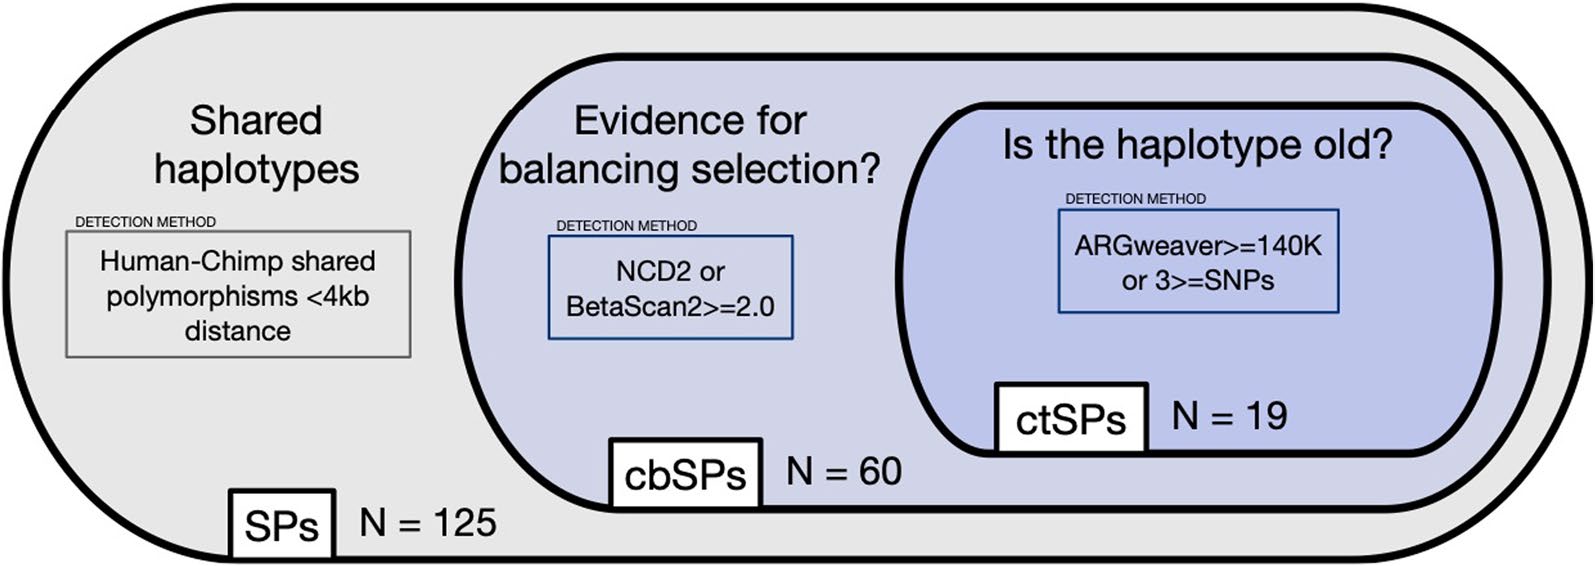 Shared
haplotypes
DETECTION METHOD
Human-Chimp shared
polymorphisms <4kb
distance
SPs
N = 125
Evidence for
balancing selection?
DETECTION METHOD
NCD2 or
BetaScan2>=2.0
cbSPs
N = 60
Is the haplotype old?
DETECTION METHOD
ARGweaver>=140K
or 3>=SNPs
ctSPs
N = 19